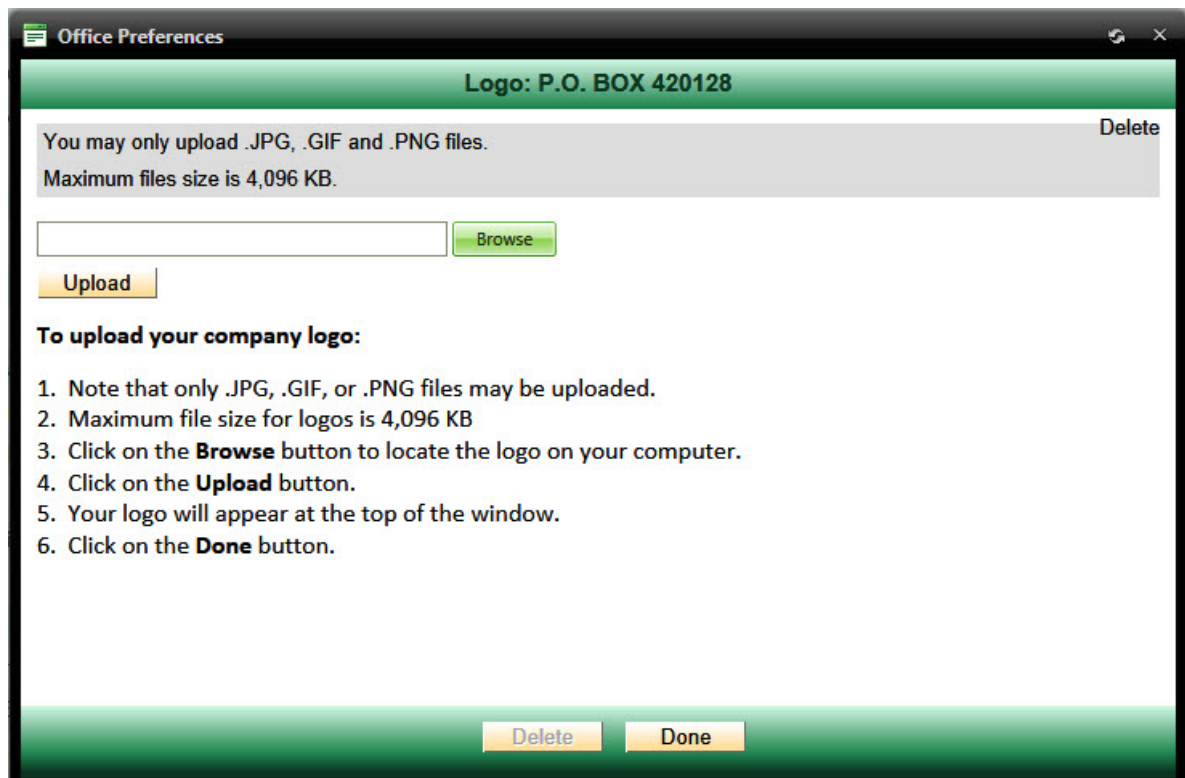 Office Preferences
Logo: P.O. BOX 420128
Delete
You may only upload .JPG, .GIF and .PNG files.
Maximum files size is 4,096 KB.
Browse
Upload
To upload your company logo:
1. Note that only .JPG, .GIF, or .PNG files may be uploaded.
2. Maximum file size for logos is 4,096 KB
3. Click on the Browse button to locate the logo on your computer.
4. Click on the Upload button.
5. Your logo will appear at the top of the window.
6. Click on the Done button.
Delete Done